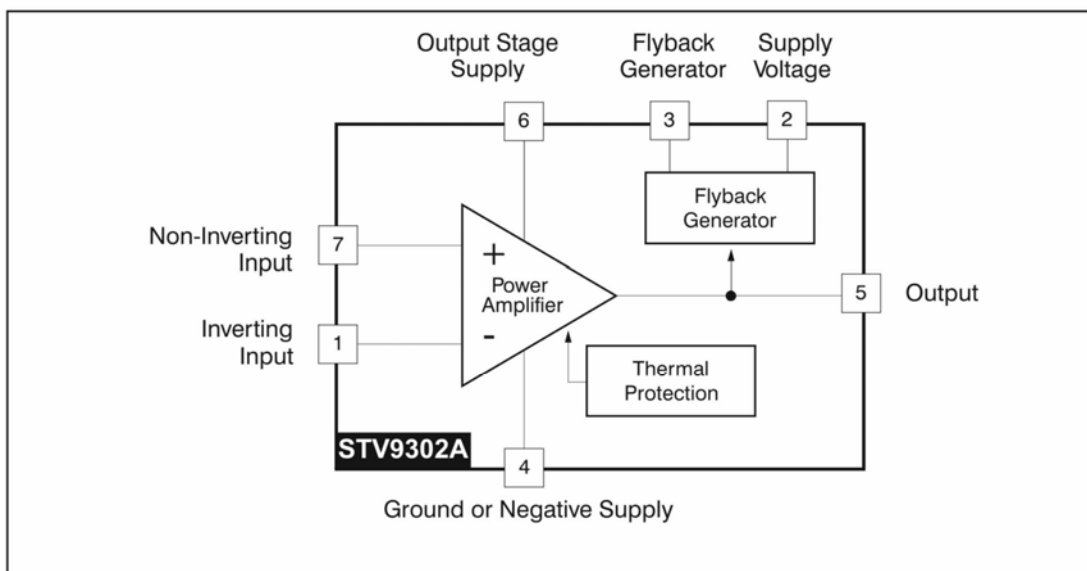 Output Stage
Supply
Flyback
Generator
Supply
Voltage
6
3
2
Flyback
Generator
Non-Inverting
Input
7
+
Power
Amplifier
-
Inverting
Input
1
5
Output
Thermal
Protection
STV9302A
4
Ground or Negative Supply